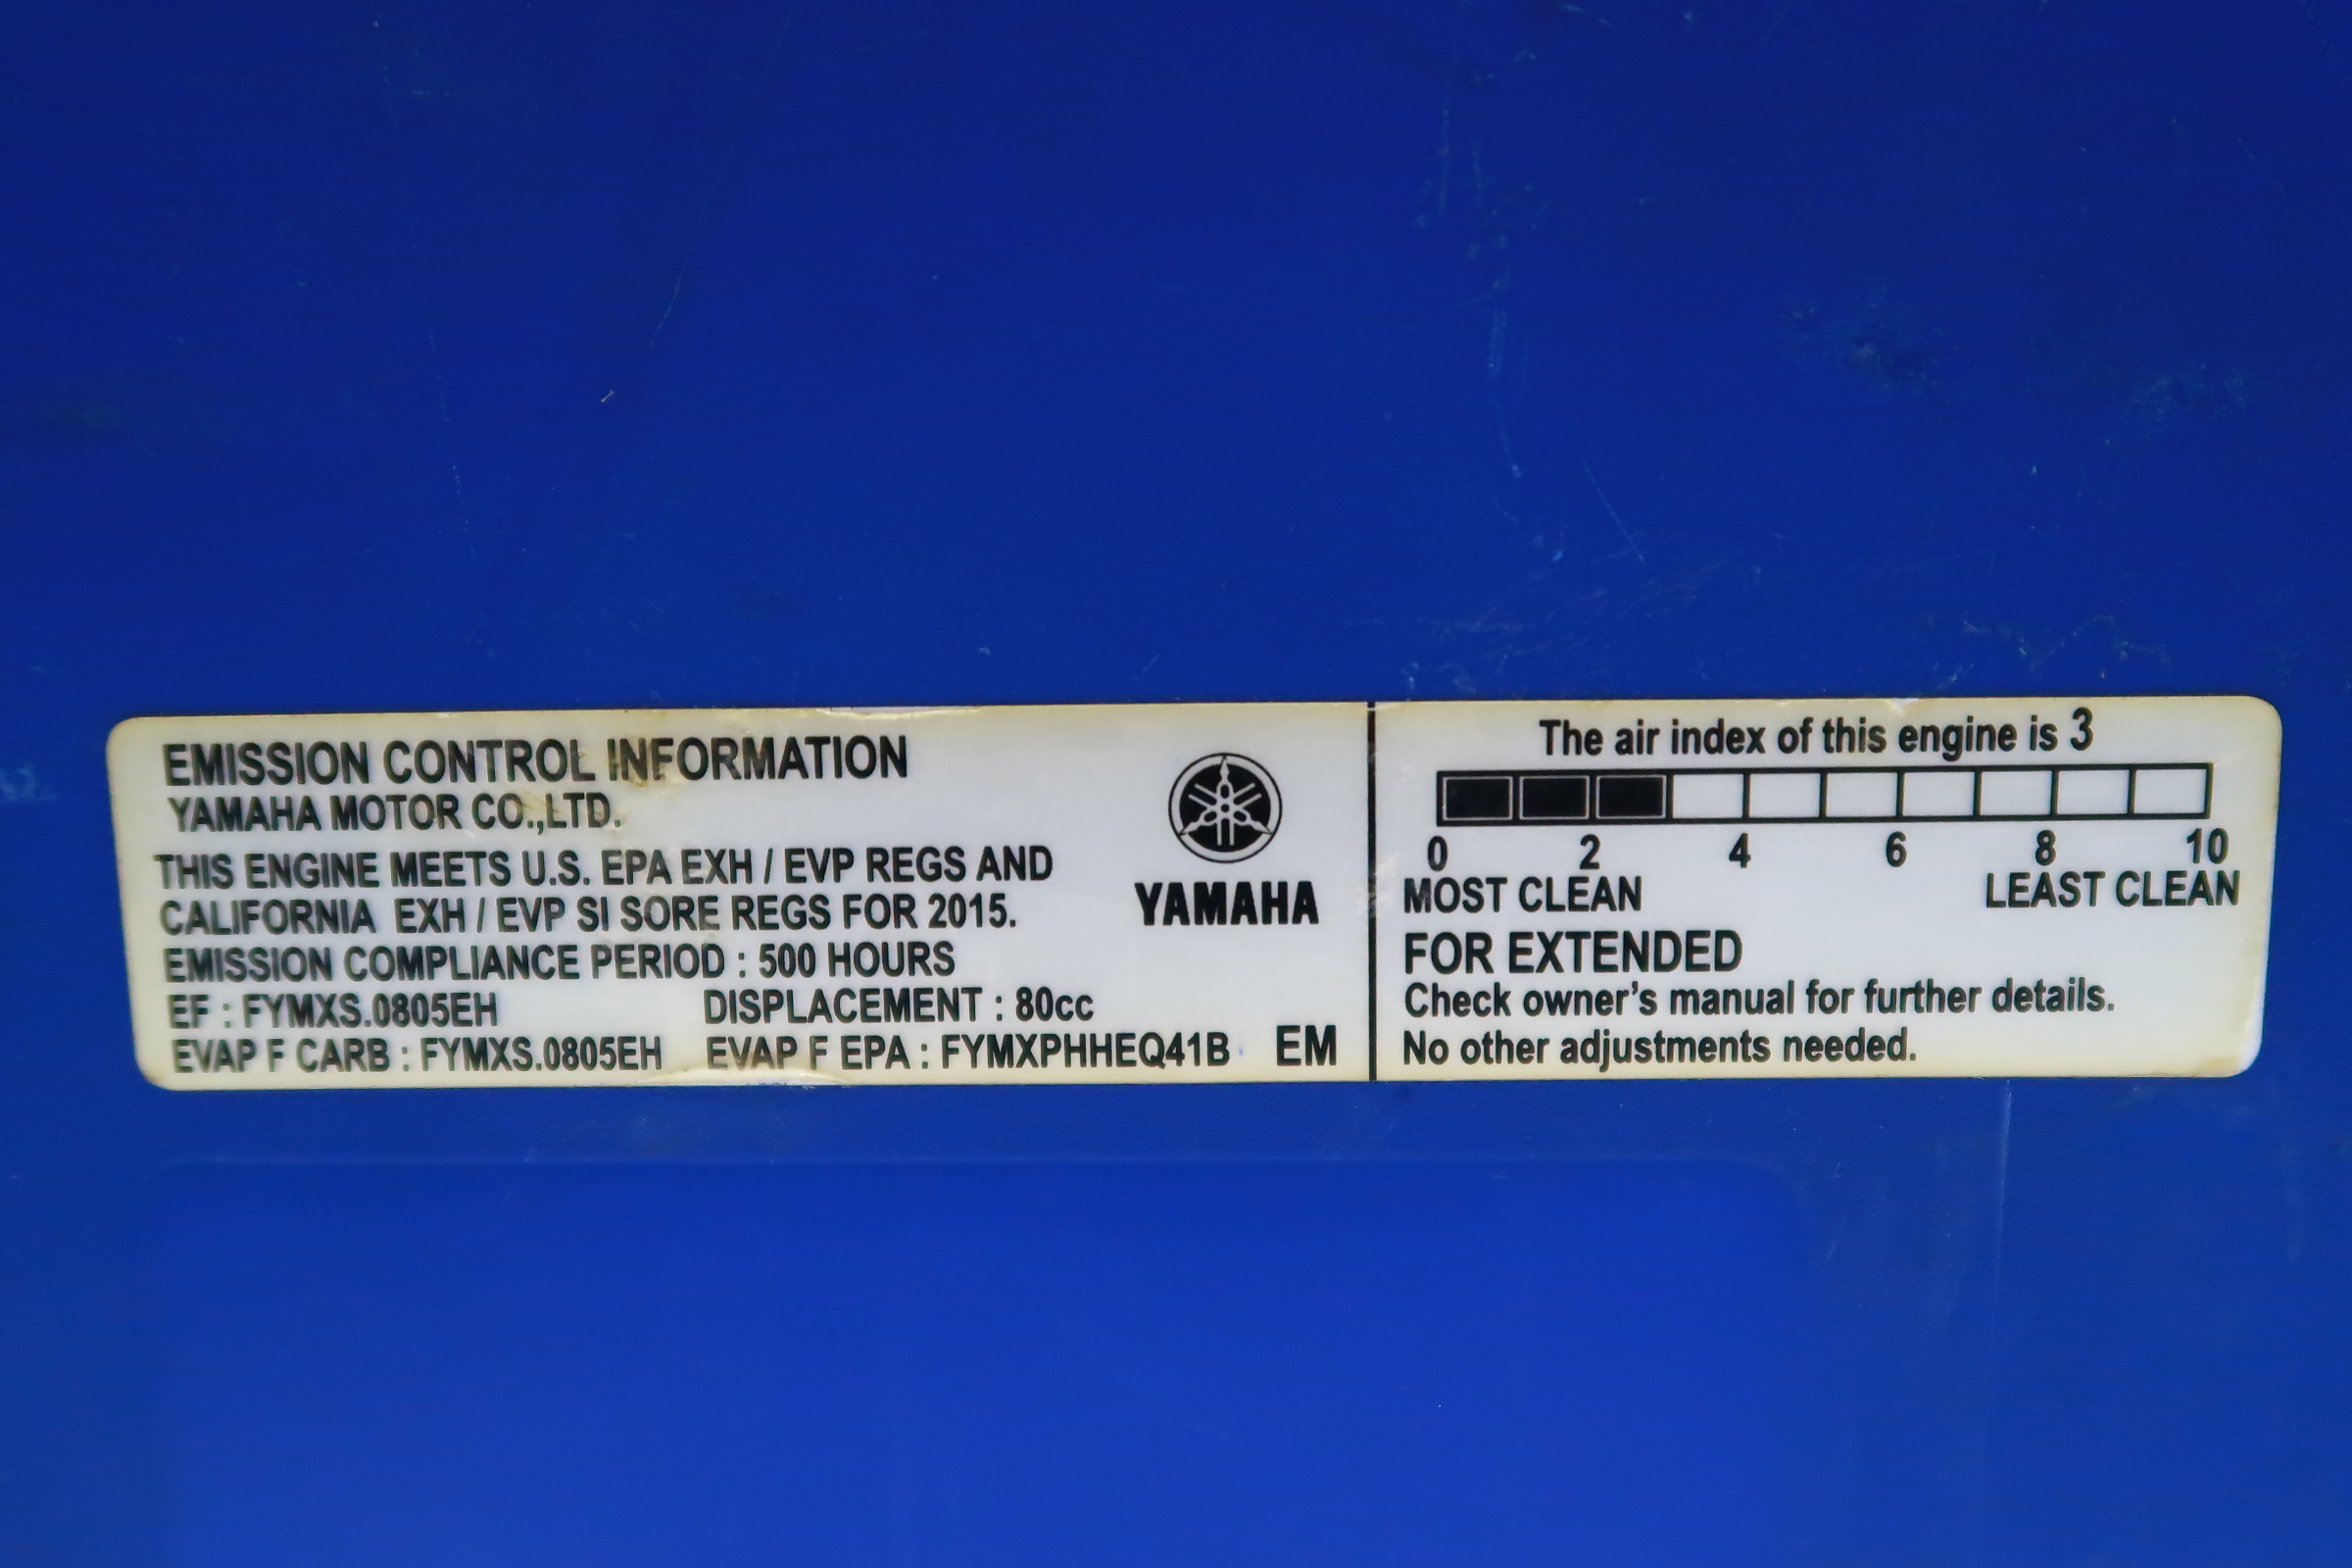 EMISSION CONTROL INFORMATION
YAMAHA MOTOR CO.,LTD.
THIS ENGINE MEETS U.S. EPA EXH / EVP REGS AND
CALIFORNIA EXH / EVP SI SORE REGS FOR 2015.
EMISSION COMPLIANCE PERIOD : 500 HOURS
EF : FYMXS.0805EH DISPLACEMENT : 80cc
EVAP F CARB : FYMXS.0805EH EVAP F EPA : FYMXPHHEQ41B EM
YAMAHA
The air index of this engine is 3
0 2 4 6 8 10
MOST CLEAN LEAST CLEAN
FOR EXTENDED
Check owner's manual for further details.
No other adjustments needed.